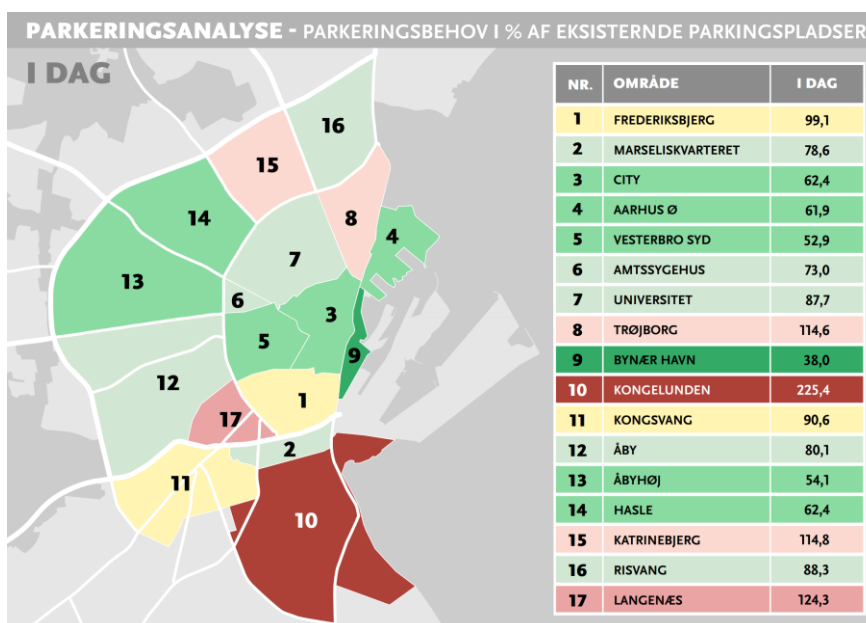 PARKERINGSANALYSE - PARKERINGSBEHOV I % AF EKSISTERNDE PARKINGSPLADSER
I DAG
16
15
14
8
4
7
13
6
3
5
9
12
1
17
2
11
10
NR. OMRÅDE I DAG
1 FREDERIKSBJERG 99,1
2 MARSELISKVARTERET 78,6
3 CITY 62,4
4 AARHUS Ø 61,9
5 VESTERBRO SYD 52,9
6 AMTSSYGEHUS 73,0
7 UNIVERSITET 87,7
8 TRØJBORG 114,6
9 BYNÆR HAVN 38,0
10 KONGELUNDEN 225,4
11 KONGSVANG 90,6
12 ÅBY 80,1
13 ÅBYHØJ 54,1
14 HASLE 62,4
15 KATRINEBJERG 114,8
16 RISVANG 88,3
17 LANGENÆS 124,3